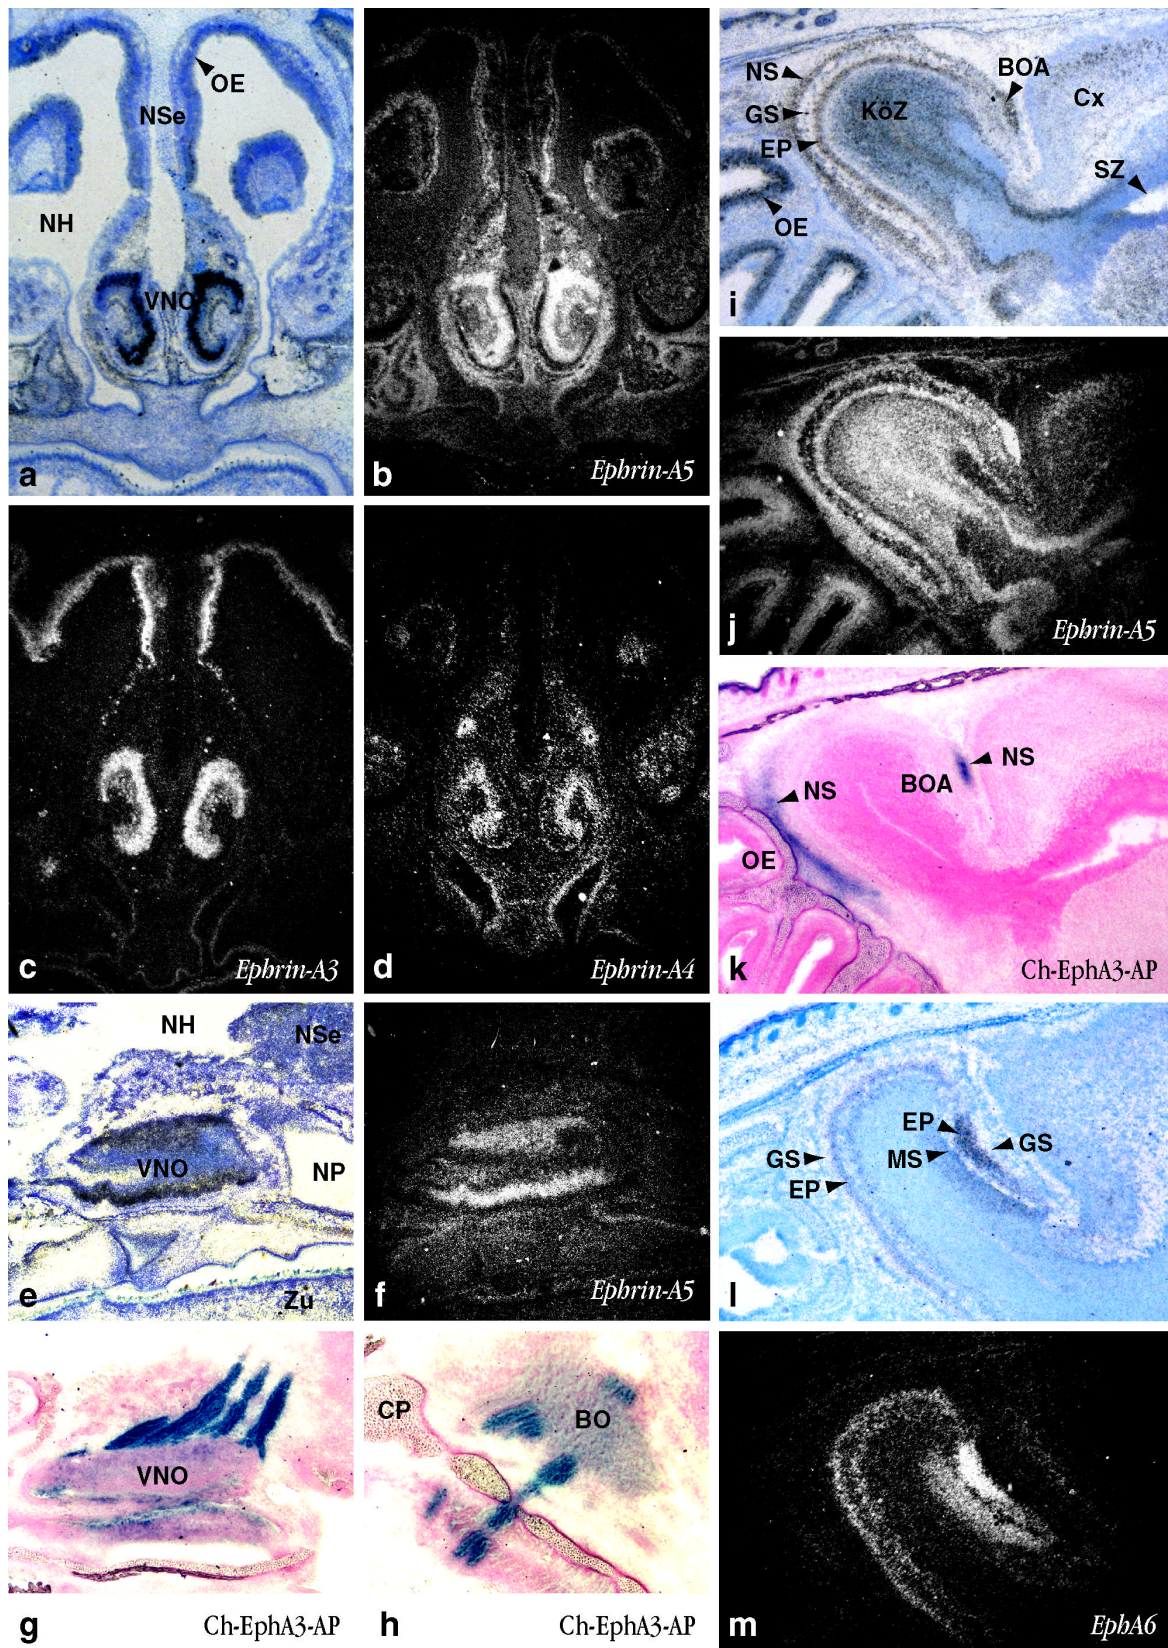 OE
NSe
NH
VNO
a
b
Ephrin-A5
c
Ephrin-A3
d
Ephrin-A4
NH
NSe
VNO
NP
Zu
e
f
Ephrin-A5
VNO
g
Ch-EphA3-AP
CP
BO
h
Ch-EphA3-AP
NS
BOA
GS
KöZ
Cx
EP
SZ
OE
i
j
Ephrin-A5
NS
NS
BOA
OE
k
Ch-EphA3-AP
EP
GS
GS
MS
EP
l
m
EphA6